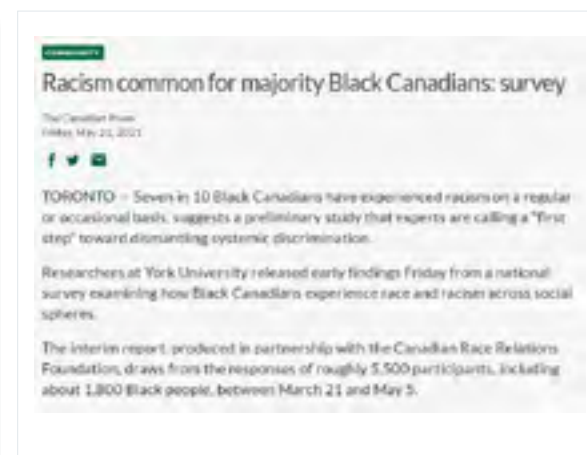 COMMUNITY
Racism common for majority Black Canadians: survey
The Canadian Press
Friday, May 21, 2021
TORONTO — Seven in 10 Black Canadians have experienced racism on a regular
or occasional basis, suggests a preliminary study that experts are calling a "first
step" toward dismantling systemic discrimination.
Researchers at York University released early findings Friday from a national
survey examining how Black Canadians experience race and racism across social
spheres.
The interim report, produced in partnership with the Canadian Race Relations
Foundation, draws from the responses of roughly 5,500 participants, including
about 1,800 Black people, between March 21 and May 5.